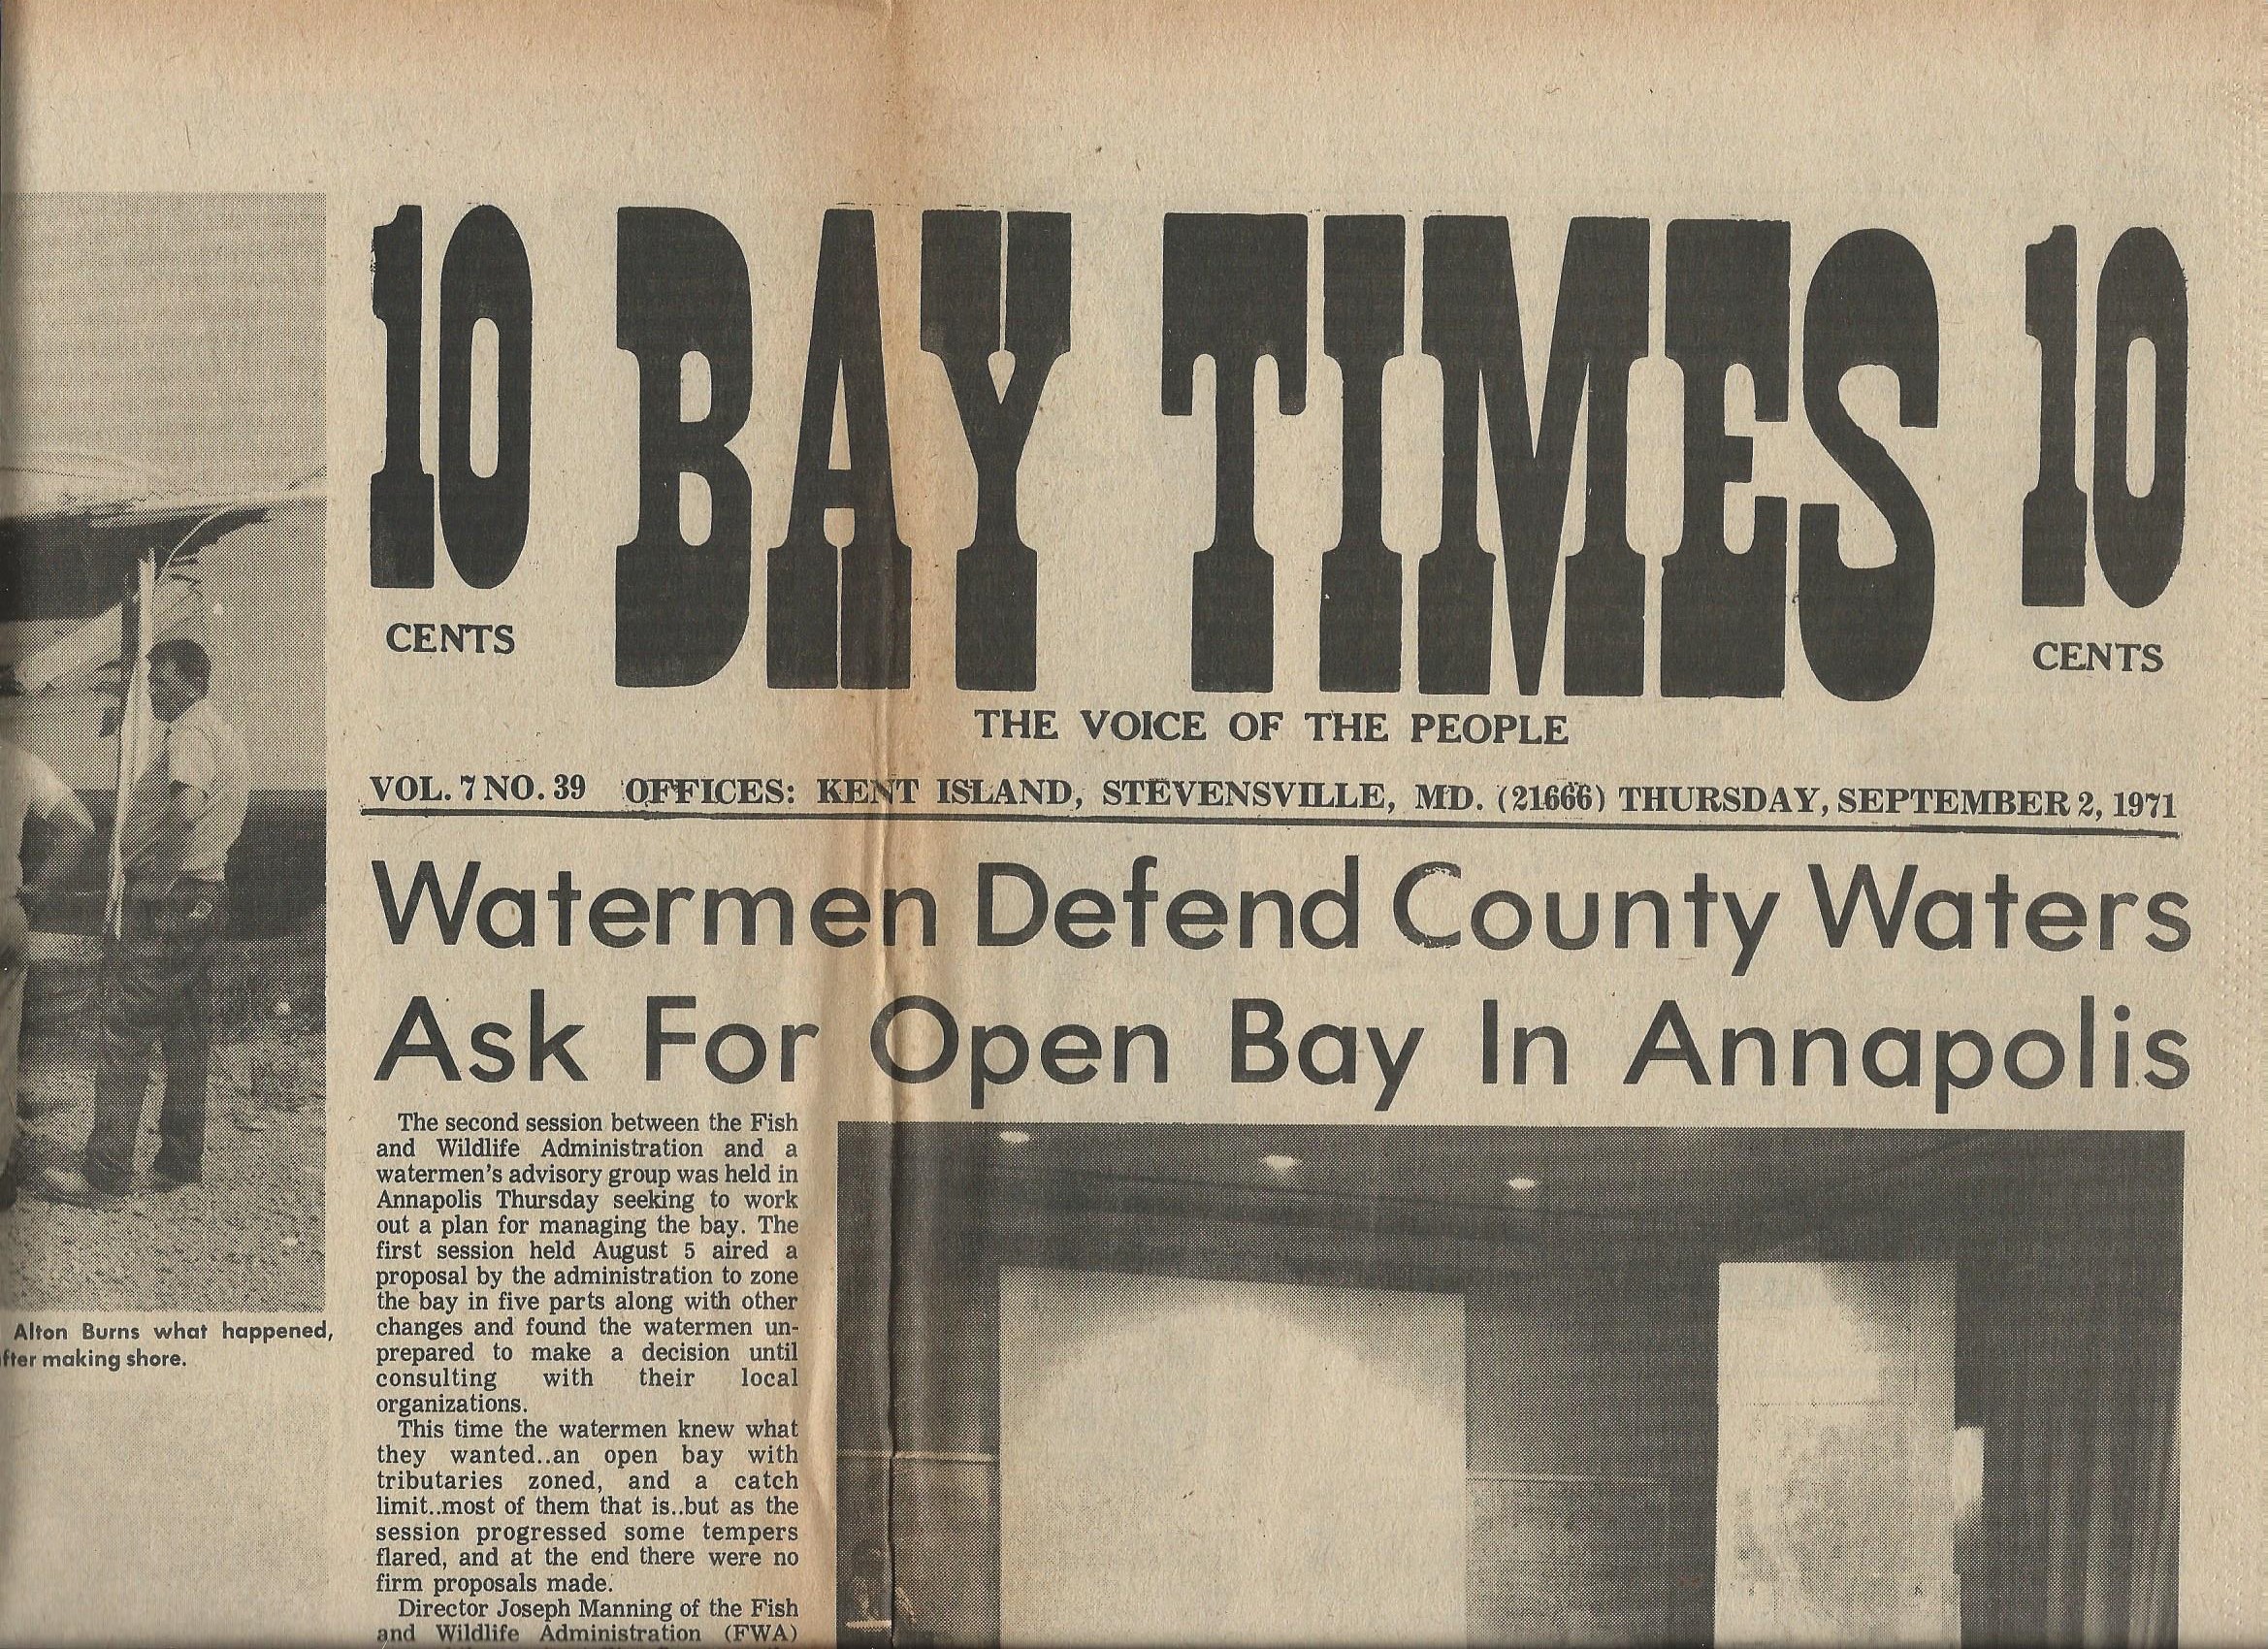 10 BAY TIMES 10
CENTS
CENTS
THE VOICE OF THE PEOPLE
VOL. 7 NO. 39 OFFICES: KENT ISLAND, STEVENSVILLE, MD. (21666) THURSDAY, SEPTEMBER 2, 1971
Watermen Defend County Waters
Ask For Open Bay In Annapolis
The second session between the Fish
and Wildlife Administration and a
watermen's advisory group was held in
Annapolis Thursday seeking to work
out a plan for managing the bay. The
first session held August 5 aired a
proposal by the administration to zone
the bay in five parts along with other
changes and found the watermen un-
prepared to make a decision until
consulting with their local
organizations.
This time the watermen knew what
they wanted..an open bay with
tributaries zoned, and a catch
limit..most of them that is..but as the
session progressed some tempers
flared, and at the end there were no
firm proposals made.
Director Joseph Manning of the Fish
and Wildlife Administration (FWA)
Alton Burns what happened,
fter making shore.